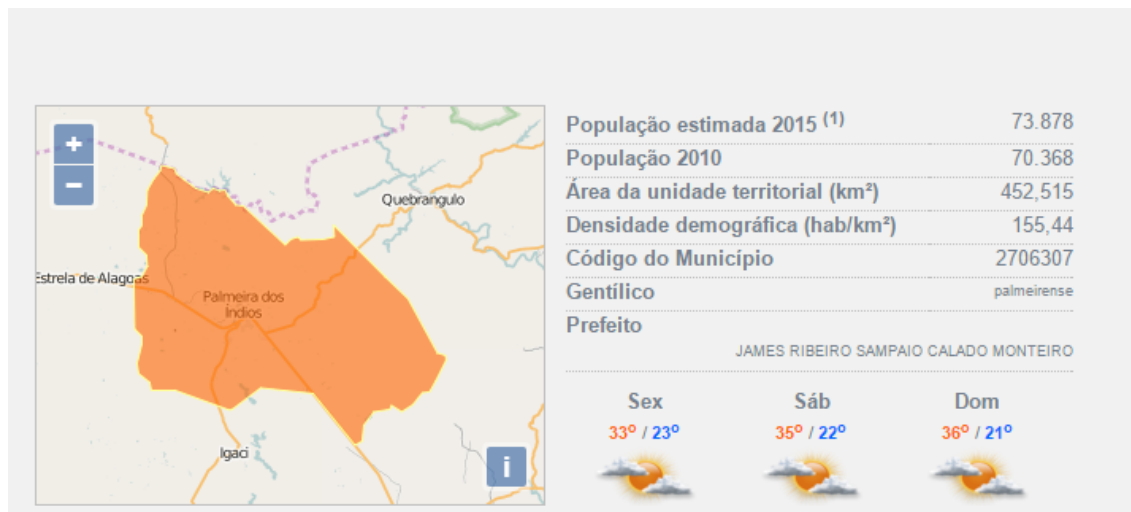 +
−
Quebrangulo
Estrela de Alagoas
Palmeira dos
Índios
Igaci
i
População estimada 2015 (1) 73.878
População 2010 70.368
Área da unidade territorial (km²) 452,515
Densidade demográfica (hab/km²) 155,44
Código do Município 2706307
Gentílico palmeirense
Prefeito
JAMES RIBEIRO SAMPAIO CALADO MONTEIRO
Sex Sáb Dom
33º / 23º 35º / 22º 36º / 21º